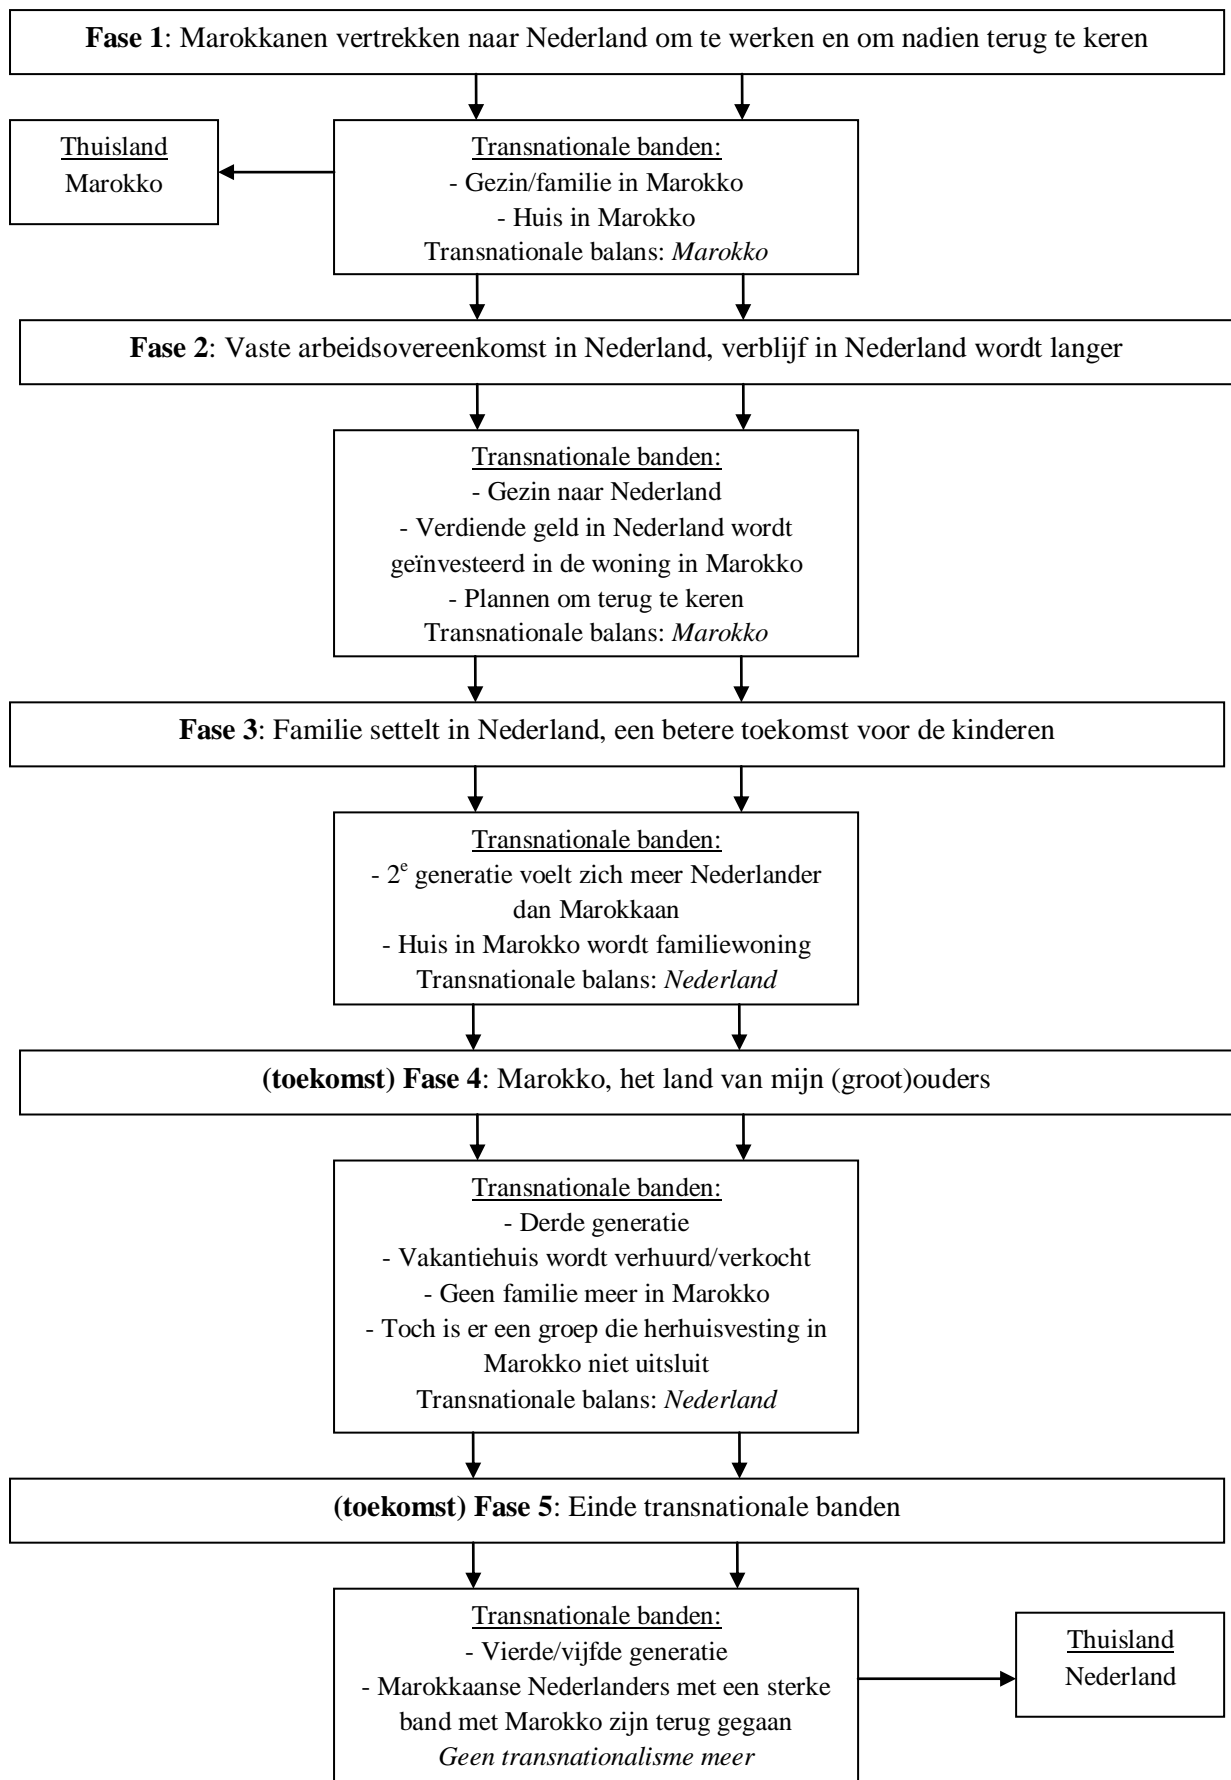 Fase 1: Marokkanen vertrekken naar Nederland om te werken en om nadien terug te keren
Thuisland
Marokko
Transnationale banden:
- Gezin/familie in Marokko
- Huis in Marokko
Transnationale balans: Marokko
Fase 2: Vaste arbeidsovereenkomst in Nederland, verblijf in Nederland wordt langer
Transnationale banden:
- Gezin naar Nederland
- Verdiende geld in Nederland wordt
geïnvesteerd in de woning in Marokko
- Plannen om terug te keren
Transnationale balans: Marokko
Fase 3: Familie settelt in Nederland, een betere toekomst voor de kinderen
Transnationale banden:
- 2e generatie voelt zich meer Nederlander
dan Marokkaan
- Huis in Marokko wordt familiewoning
Transnationale balans: Nederland
(toekomst) Fase 4: Marokko, het land van mijn (groot)ouders
Transnationale banden:
- Derde generatie
- Vakantiehuis wordt verhuurd/verkocht
- Geen familie meer in Marokko
- Toch is er een groep die herhuisvesting in
Marokko niet uitsluit
Transnationale balans: Nederland
(toekomst) Fase 5: Einde transnationale banden
Transnationale banden:
- Vierde/vijfde generatie
- Marokkaanse Nederlanders met een sterke
band met Marokko zijn terug gegaan
Geen transnationalisme meer
Thuisland
Nederland